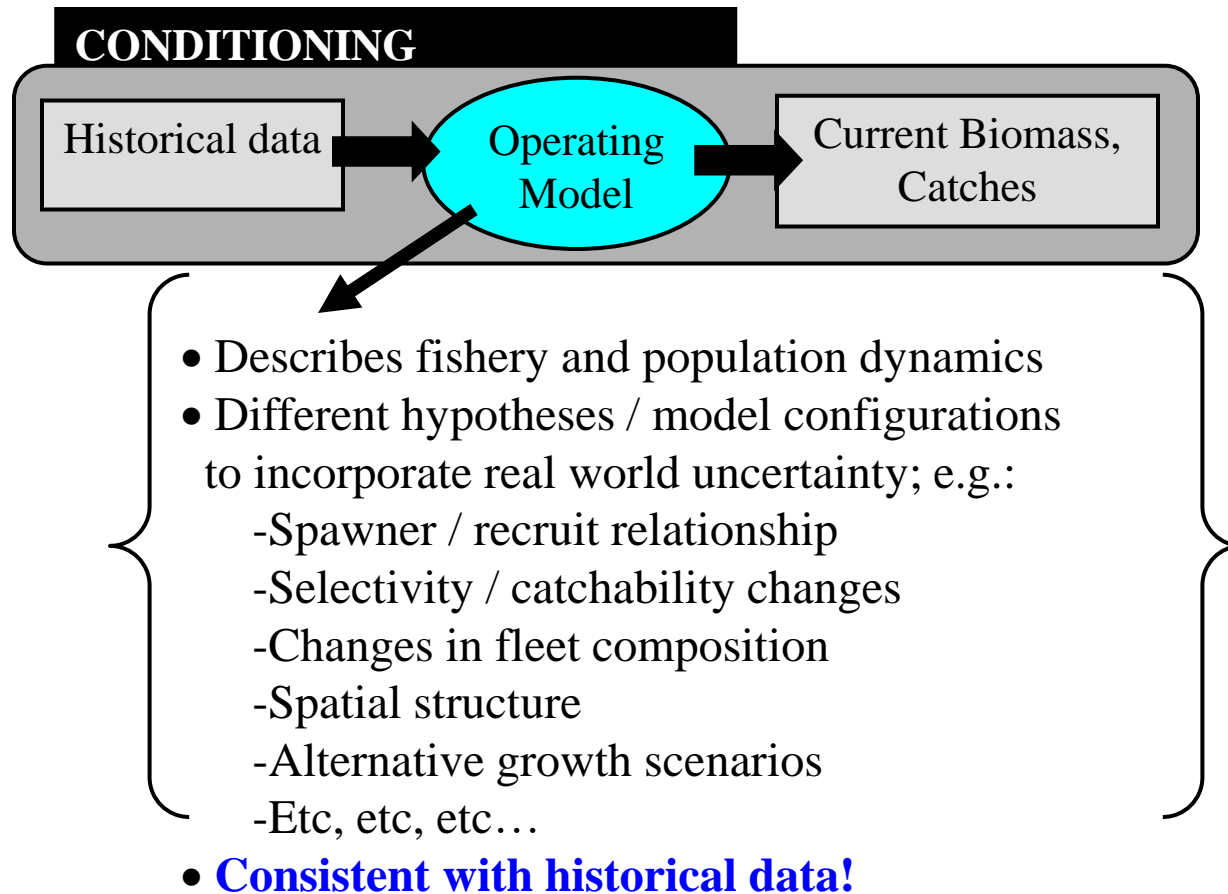 CONDITIONING
Historical data
Operating
Model
Current Biomass,
Catches
• Describes fishery and population dynamics
• Different hypotheses / model configurations
to incorporate real world uncertainty; e.g.:
-Spawner / recruit relationship
-Selectivity / catchability changes
-Changes in fleet composition
-Spatial structure
-Alternative growth scenarios
-Etc, etc, etc…
• Consistent with historical data!